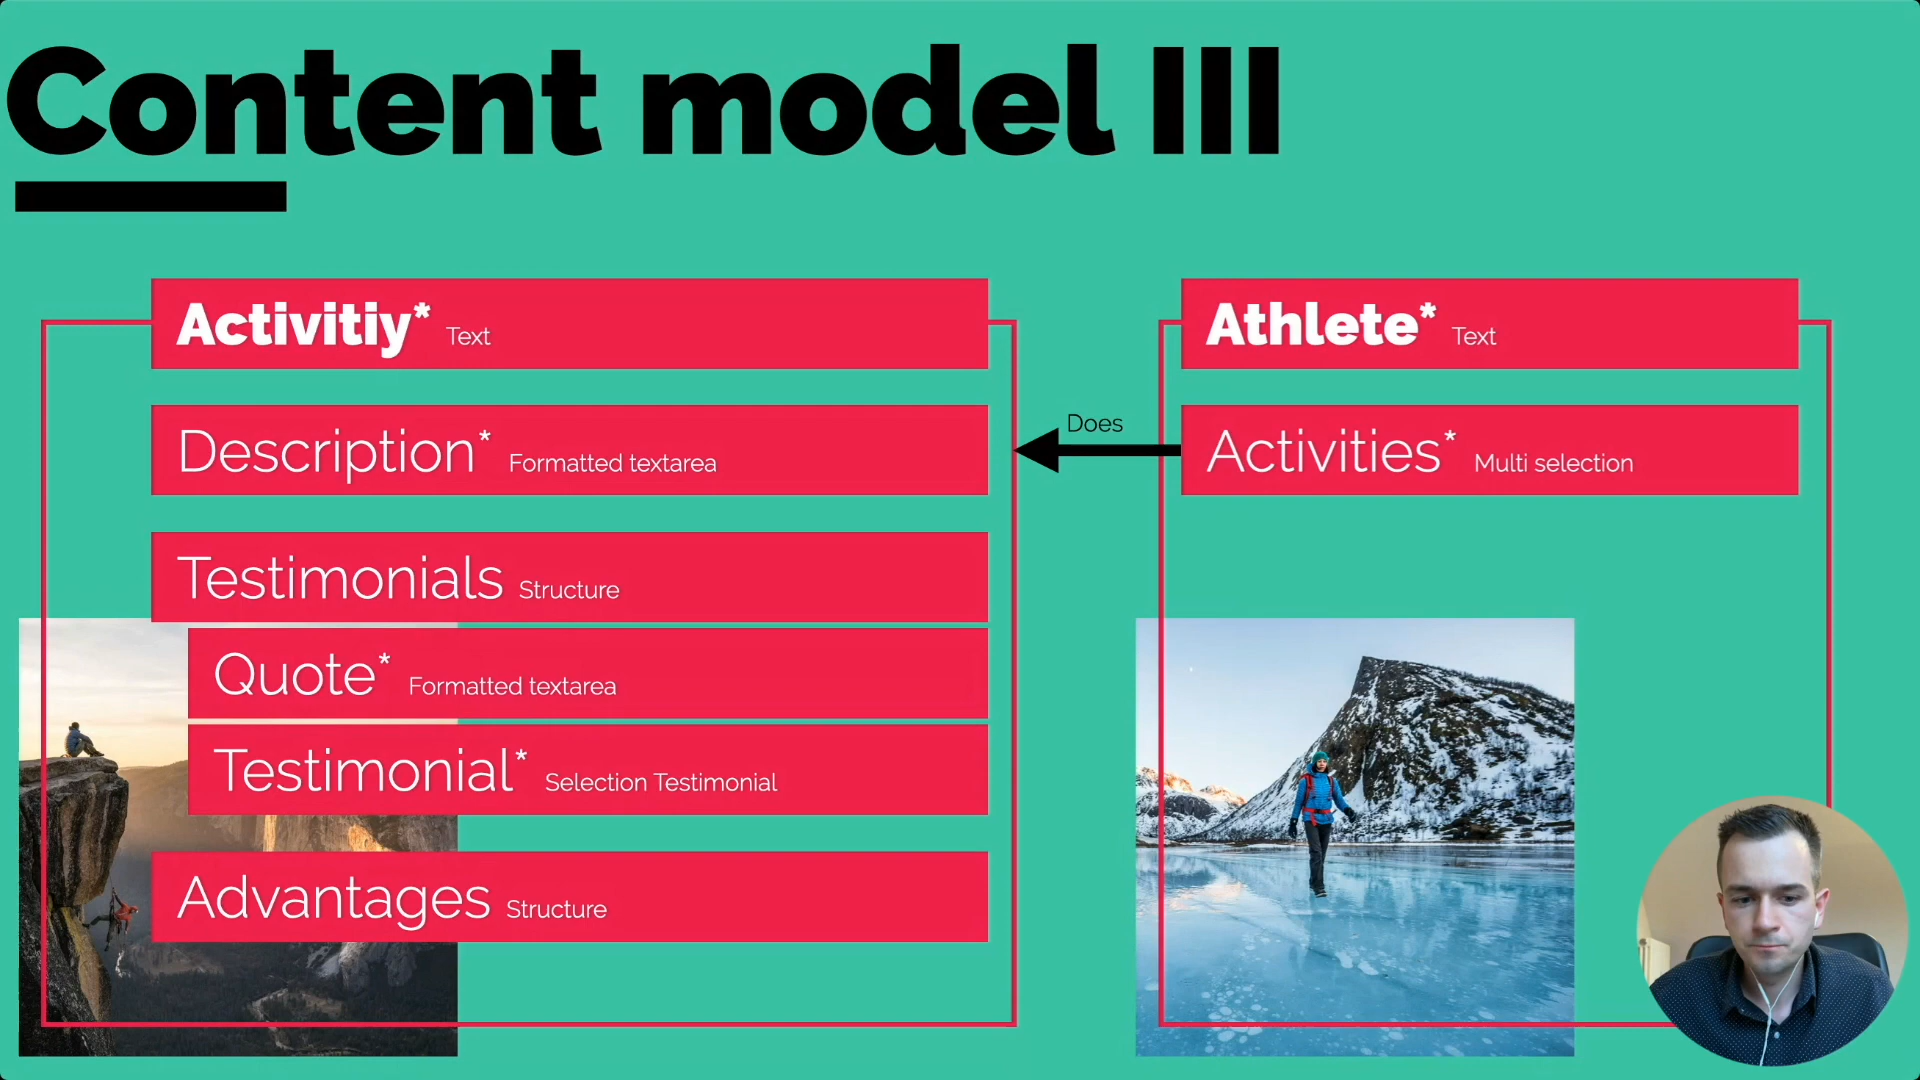 Content model III
Activitiy* Text
Description* Formatted textarea
Testimonials Structure
Quote* Formatted textarea
Testimonial* Selection Testimonial
Advantages Structure
Does
Athlete* Text
Activities* Multi selection